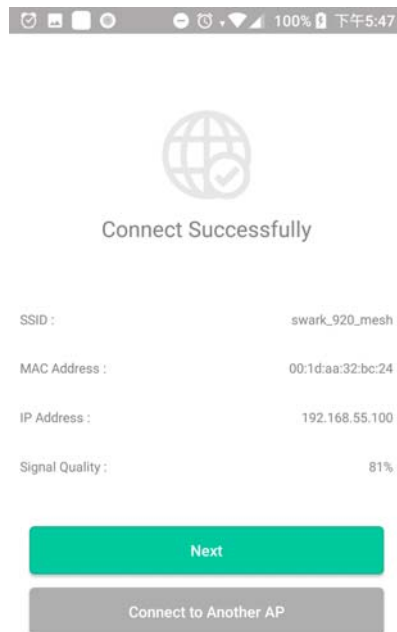 100% 下午5:47
Connect Successfully
SSID : swark_920_mesh
MAC Address : 00:1d:aa:32:bc:24
IP Address : 192.168.55.100
Signal Quality : 81%
Next
Connect to Another AP